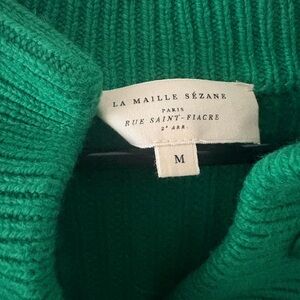 LA MAILLE SÉZANE
PARIS
RUE SAINT-FIACRE
2e ARR.
M